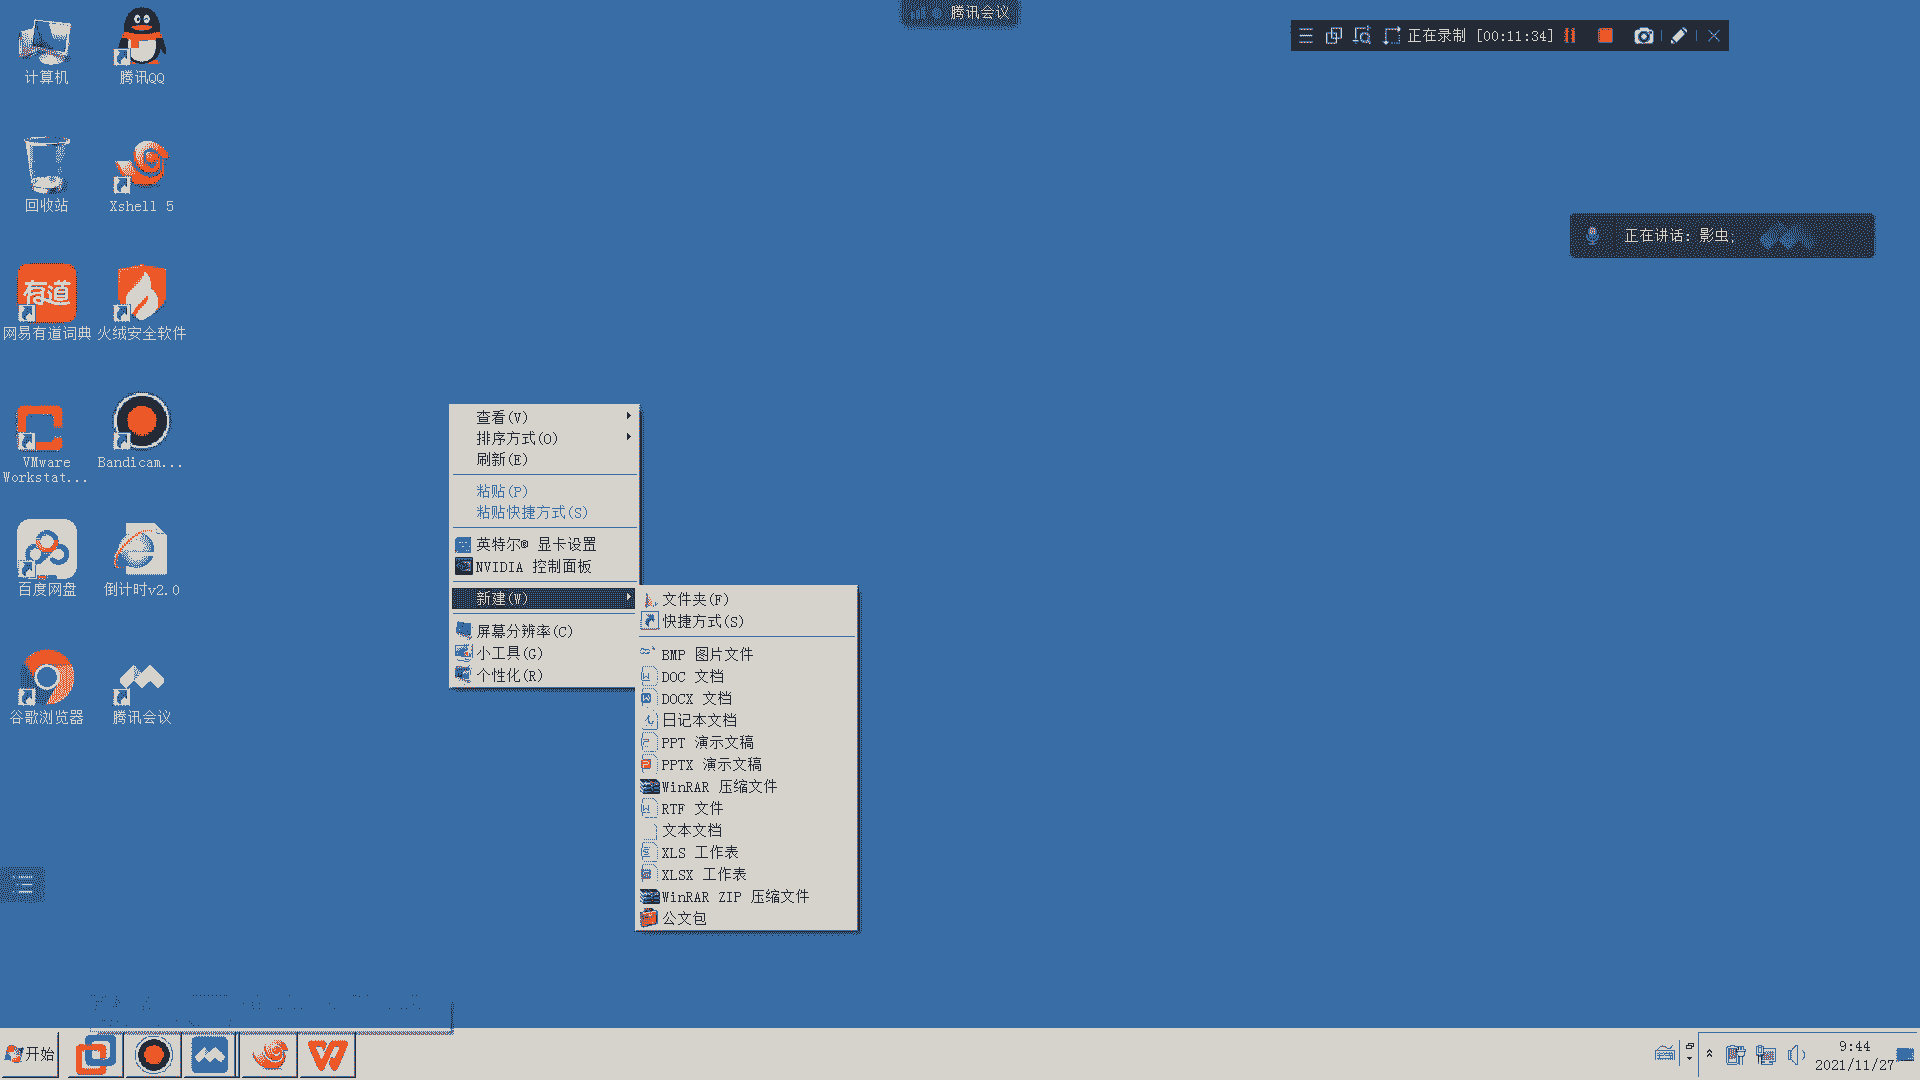 腾讯会议
正在录制 [00:11:34]
正在讲话: 影虫;
计算机
腾讯QQ
回收站
Xshell 5
有道
网易有道词典
火绒安全软件
VMware
Workstat...
Bandicam...
百度网盘
倒计时v2.0
谷歌浏览器
腾讯会议
查看(V)
排序方式(O)
刷新(E)
粘贴(P)
粘贴快捷方式(S)
英特尔® 显卡设置
NVIDIA 控制面板
新建(W)
屏幕分辨率(C)
小工具(G)
个性化(R)
文件夹(F)
快捷方式(S)
BMP 图片文件
DOC 文档
DOCX 文档
日记本文档
PPT 演示文稿
PPTX 演示文稿
WinRAR 压缩文件
RTF 文件
文本文档
XLS 工作表
XLSX 工作表
WinRAR ZIP 压缩文件
公文包
开始
9:44
2021/11/27